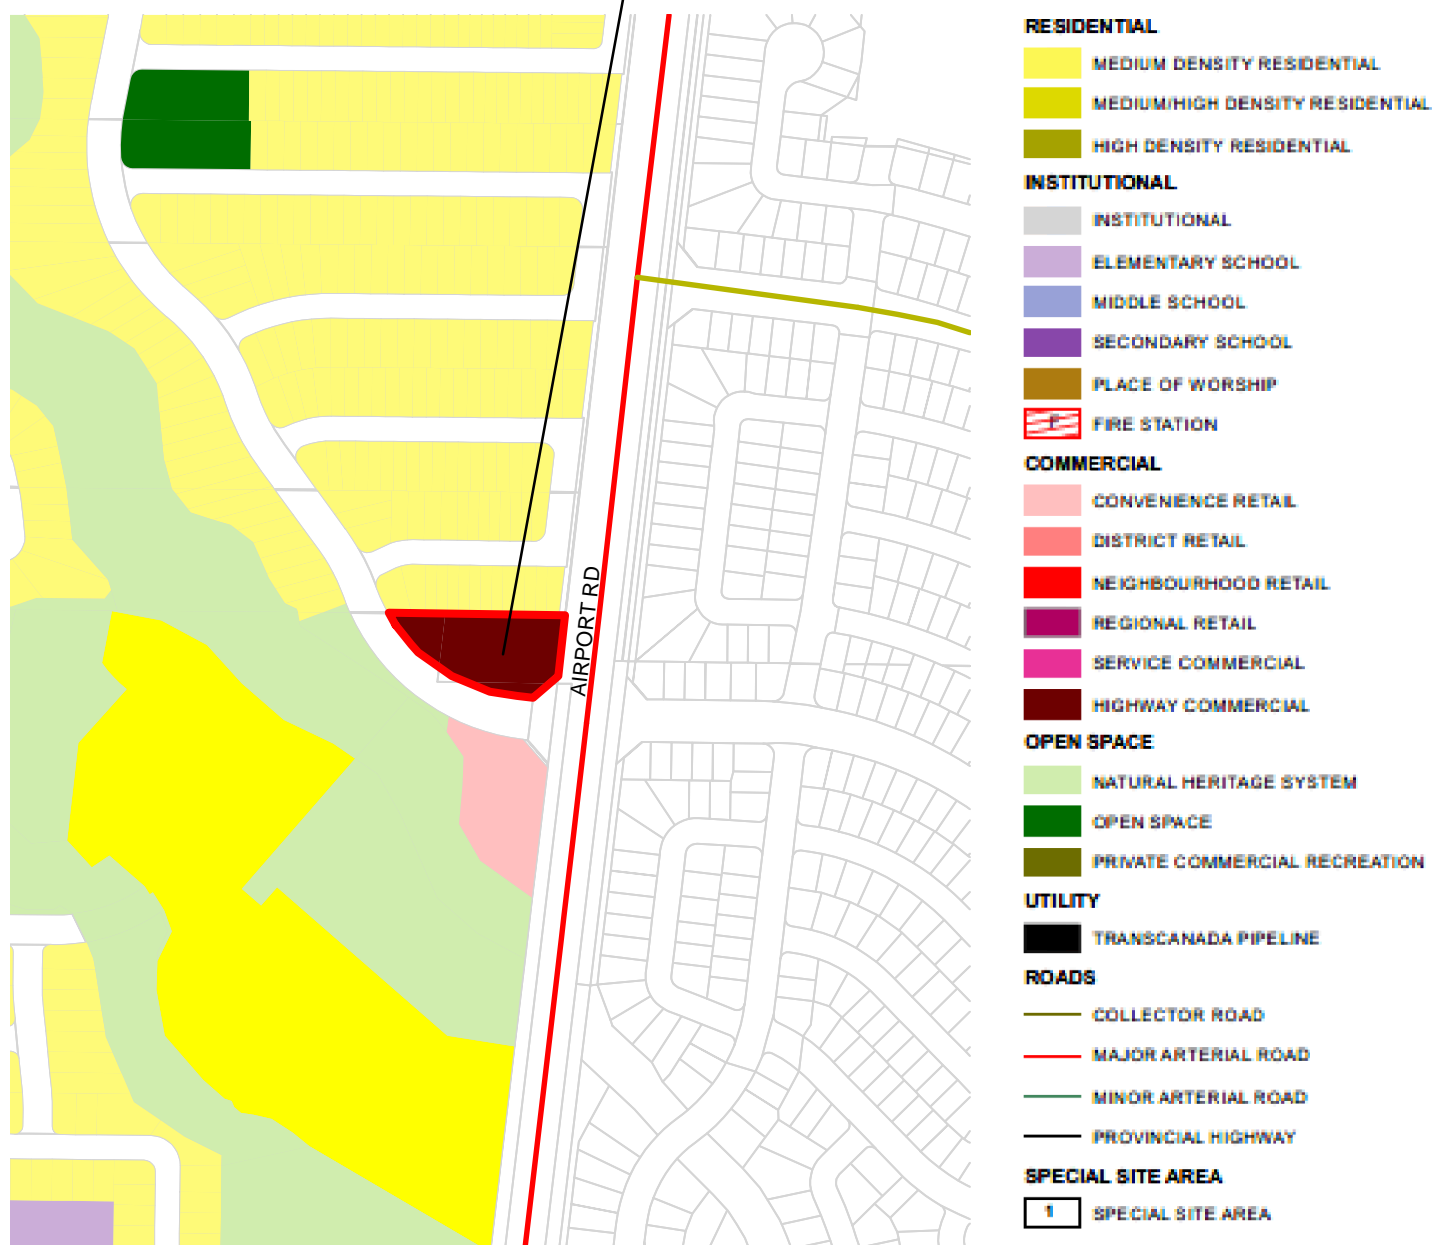 AIRPORT RD
RESIDENTIAL
MEDIUM DENSITY RESIDENTIAL
MEDIUM/HIGH DENSITY RESIDENTIAL
HIGH DENSITY RESIDENTIAL
INSTITUTIONAL
INSTITUTIONAL
ELEMENTARY SCHOOL
MIDDLE SCHOOL
SECONDARY SCHOOL
PLACE OF WORSHIP
F FIRE STATION
COMMERCIAL
CONVENIENCE RETAIL
DISTRICT RETAIL
NEIGHBOURHOOD RETAIL
REGIONAL RETAIL
SERVICE COMMERCIAL
HIGHWAY COMMERCIAL
OPEN SPACE
NATURAL HERITAGE SYSTEM
OPEN SPACE
PRIVATE COMMERCIAL RECREATION
UTILITY
TRANSCANADA PIPELINE
ROADS
COLLECTOR ROAD
MAJOR ARTERIAL ROAD
MINOR ARTERIAL ROAD
PROVINCIAL HIGHWAY
SPECIAL SITE AREA
1 SPECIAL SITE AREA